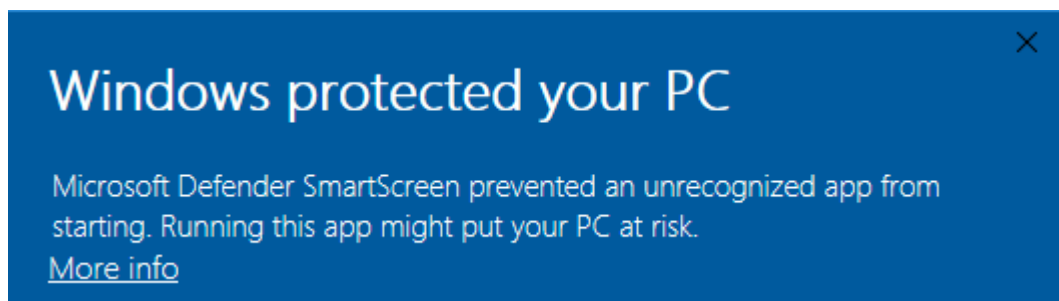 Windows protected your PC
Microsoft Defender SmartScreen prevented an unrecognized app from
starting. Running this app might put your PC at risk.
More info